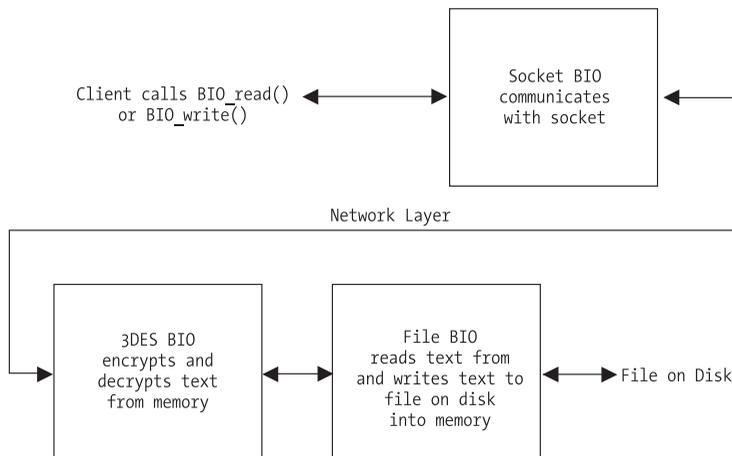 Client calls BIO_read()
or BIO_write()
Socket BIO
communicates
with socket
Network Layer
3DES BIO
encrypts and
decrypts text
from memory
File BIO
reads text from
and writes text to
file on disk
into memory
File on Disk